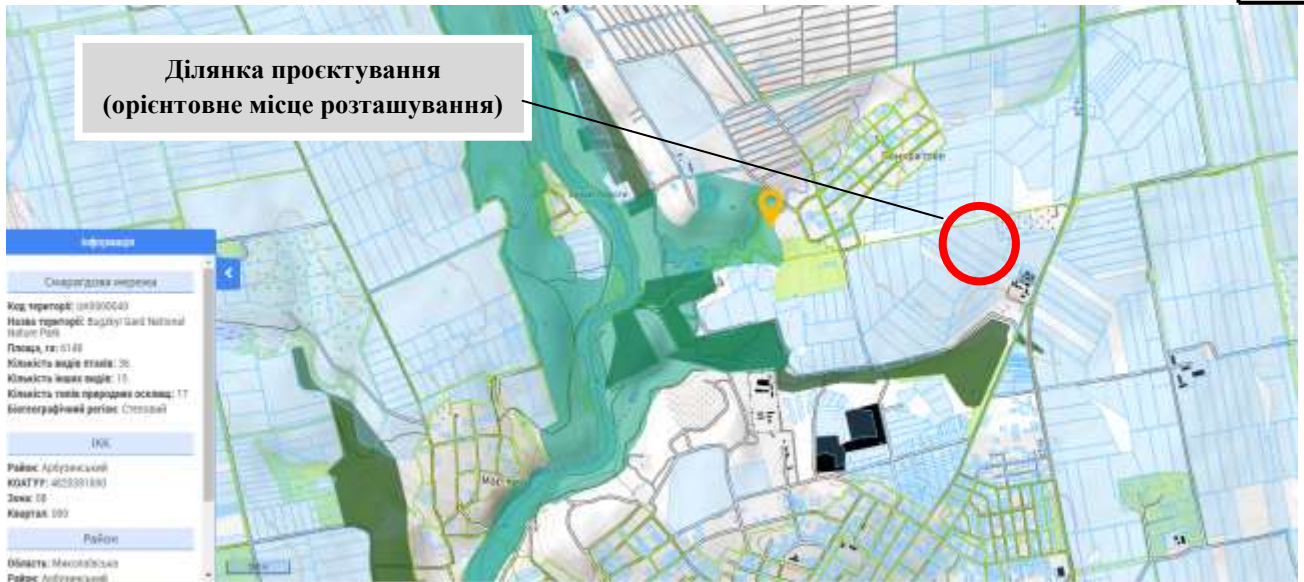 Ділянка проєктування
(орієнтовне місце розташування)
Панкратове
Інформація
Смарагдова мережа
Код території: UA0000040
Назва території: Bugzkyi Gard National
Nature Park
Площа, га: 6148
Кількість видів птахів: 36
Кількість інших видів: 15
Кількість типів природних оселищ: 17
Біогеографічний регіон: Степовий
ІКК
Район: Арбузинський
КОАТУУ:
Зона: 08
Квартал: 000
Район
Область: Миколаївська
Район: Арбузинський